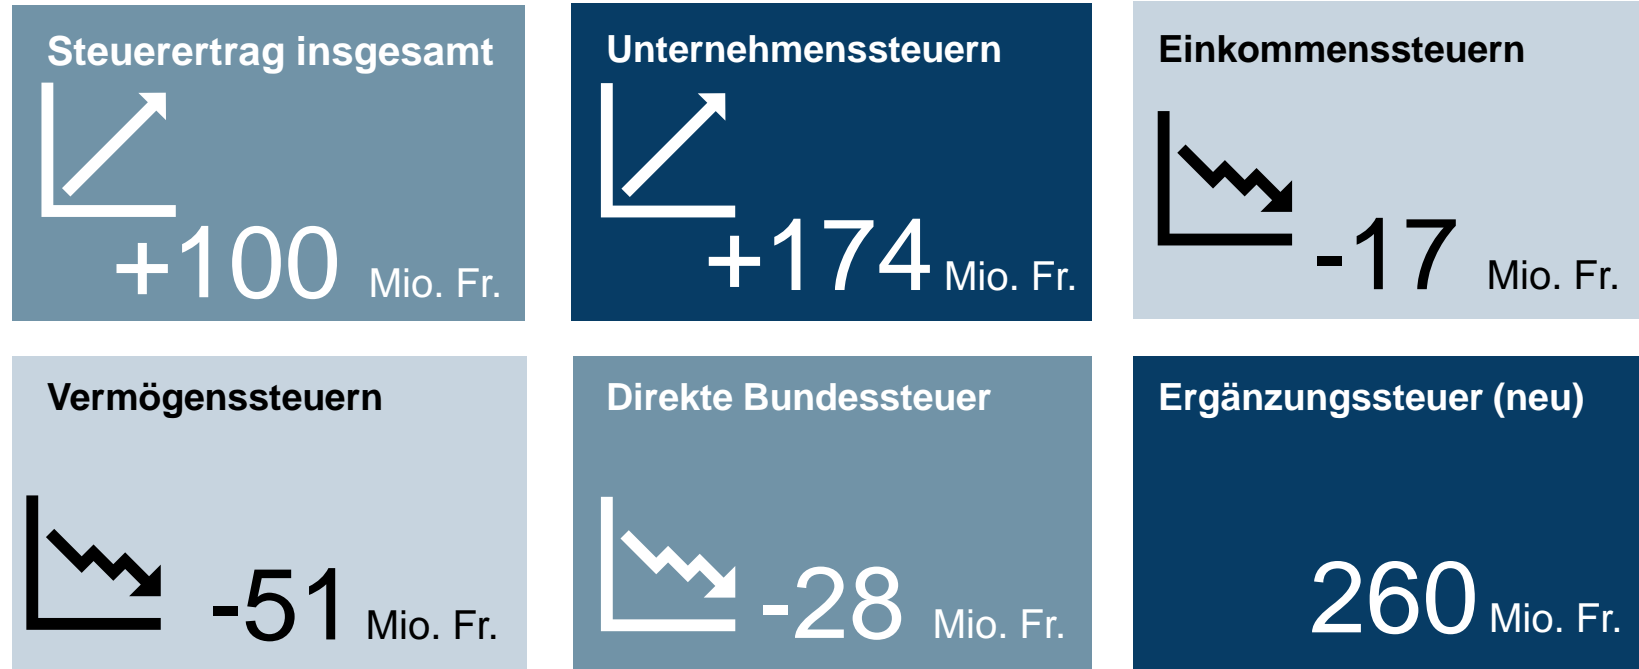 Steuerertrag insgesamt
+100 Mio. Fr.
Unternehmenssteuern
+174 Mio. Fr.
Einkommenssteuern
-17 Mio. Fr.
Vermögenssteuern
-51 Mio. Fr.
Direkte Bundessteuer
-28 Mio. Fr.
Ergänzungssteuer (neu)
260 Mio. Fr.